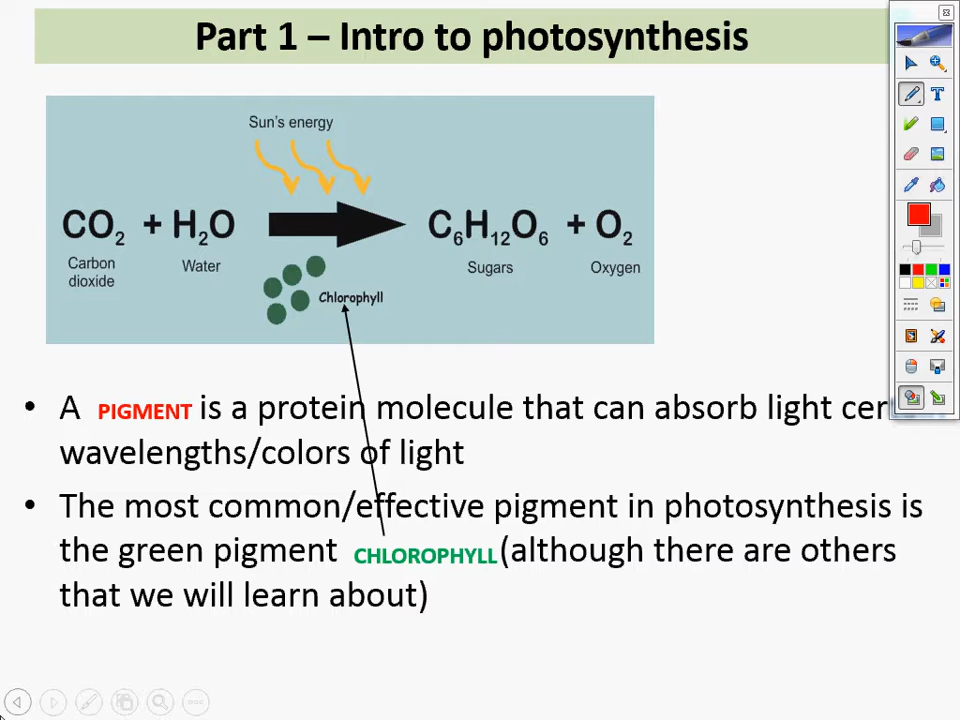 Part 1 – Intro to photosynthesis
Sun's energy
CO₂ + H₂O C₆H₁₂O₆ + O₂
Carbon dioxide Water Sugars Oxygen
Chlorophyll
• A PIGMENT is a protein molecule that can absorb light
wavelengths/colors of light
• The most common/effective pigment in photosynthesis is
the green pigment CHLOROPHYLL (although there are others
that we will learn about)
T